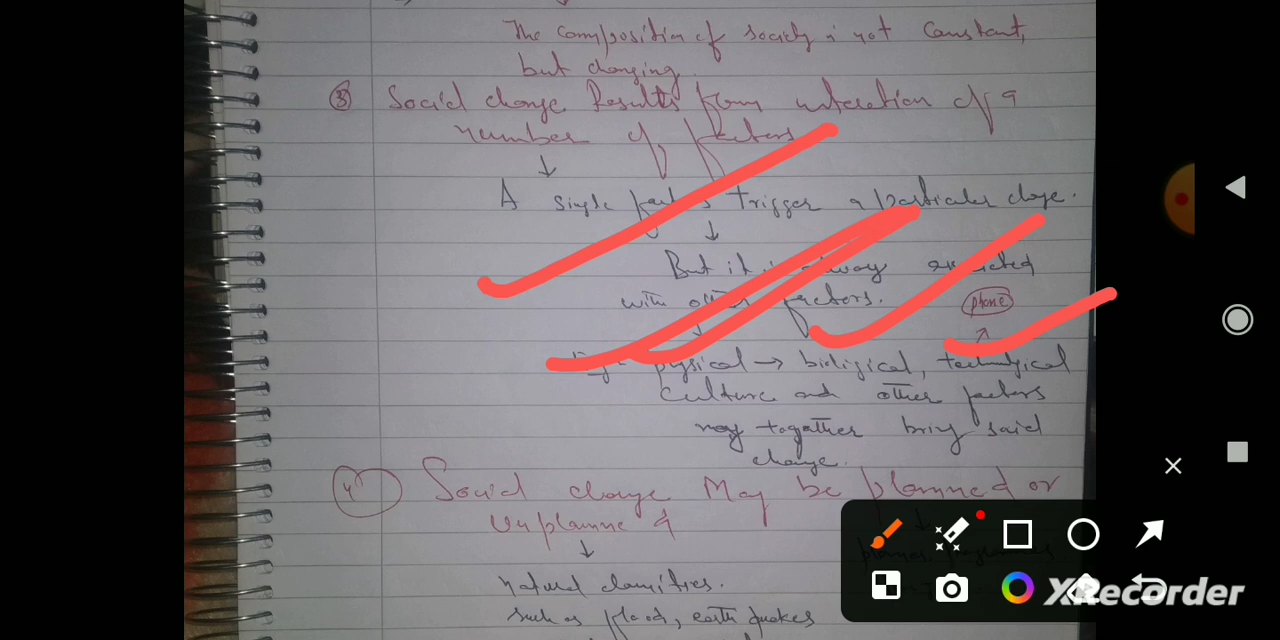 The composition of society is not constant,
but changing.
③ Social change Results from interaction of a
number of factors
↓
A single factor trigger a particular change.
↓
But it is always
with other factors.
phone
↓ ↗
Eg- physical → biological, technological
culture and other factors
may together bring social
change.
④ Social change May be planned or
unplanned
↓ ↓
natural clamities.
such as flood, earth quakes
XRecorder